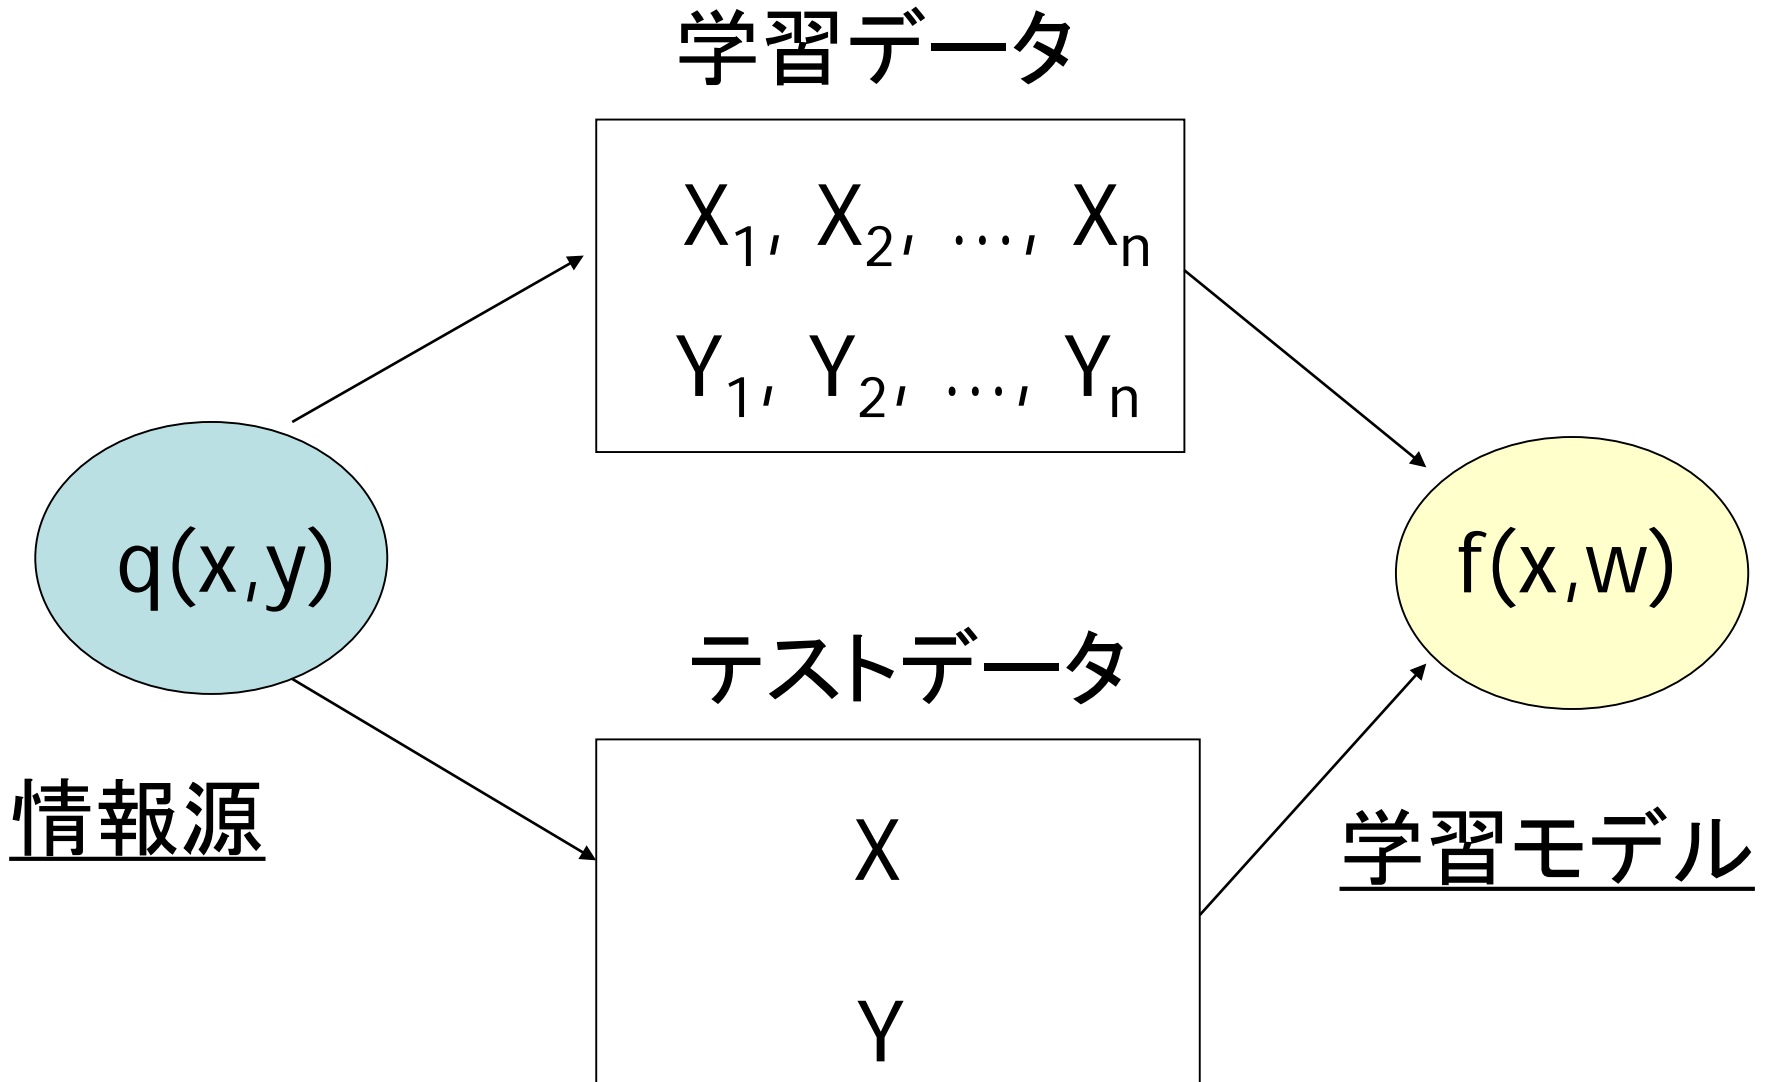 学習データ
X₁, X₂, …, Xₙ
Y₁, Y₂, …, Yₙ
q(x,y)
f(x,w)
テストデータ
情報源
X
学習モデル
Y